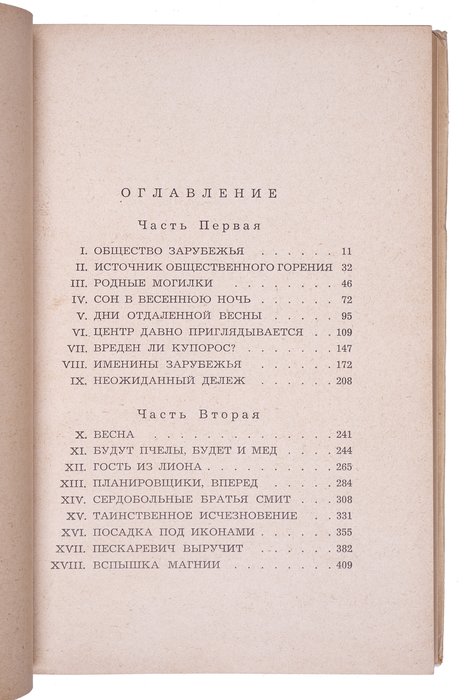 ОГЛАВЛЕНИЕ
Часть Первая
I. ОБЩЕСТВО ЗАРУБЕЖЬЯ . . . . . . 11
II. ИСТОЧНИК ОБЩЕСТВЕННОГО ГОРЕНИЯ 32
III. РОДНЫЕ МОГИЛКИ . . . . . . . 46
IV. СОН В ВЕСЕННЮЮ НОЧЬ . . . . . . 72
V. ДНИ ОТДАЛЕННОЙ ВЕСНЫ . . . . . 95
VI. ЦЕНТР ДАВНО ПРИГЛЯДЫВАЕТСЯ . . . 109
VII. ВРЕДЕН ЛИ КУПОРОС? . . . . . . 147
VIII. ИМЕНИНЫ ЗАРУБЕЖЬЯ . . . . . . 172
IX. НЕОЖИДАННЫЙ ДЕЛЕЖ . . . . . . 208
Часть Вторая
X. ВЕСНА . . . . . . . . . . 241
XI. БУДУТ ПЧЕЛЫ, БУДЕТ И МЕД . . . . 244
XII. ГОСТЬ ИЗ ЛИОНА . . . . . . . . 265
XIII. ПЛАНИРОВЩИКИ, ВПЕРЕД . . . . . 284
XIV. СЕРДОБОЛЬНЫЕ БРАТЬЯ СМИТ . . . . 308
XV. ТАИНСТВЕННОЕ ИСЧЕЗНОВЕНИЕ . . . 331
XVI. ПОСАДКА ПОД ИКОНАМИ . . . . . . 355
XVII. ПЕСКАРЕВИЧ ВЫРУЧИТ . . . . . . 382
XVIII. ВСПЫШКА МАГНИИ . . . . . . . 409